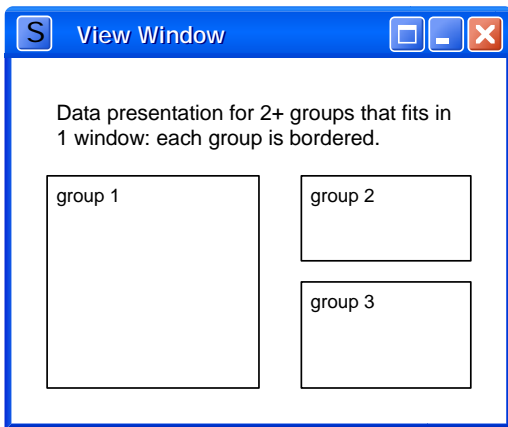 S View Window
Data presentation for 2+ groups that fits in
1 window: each group is bordered.
group 1
group 2
group 3